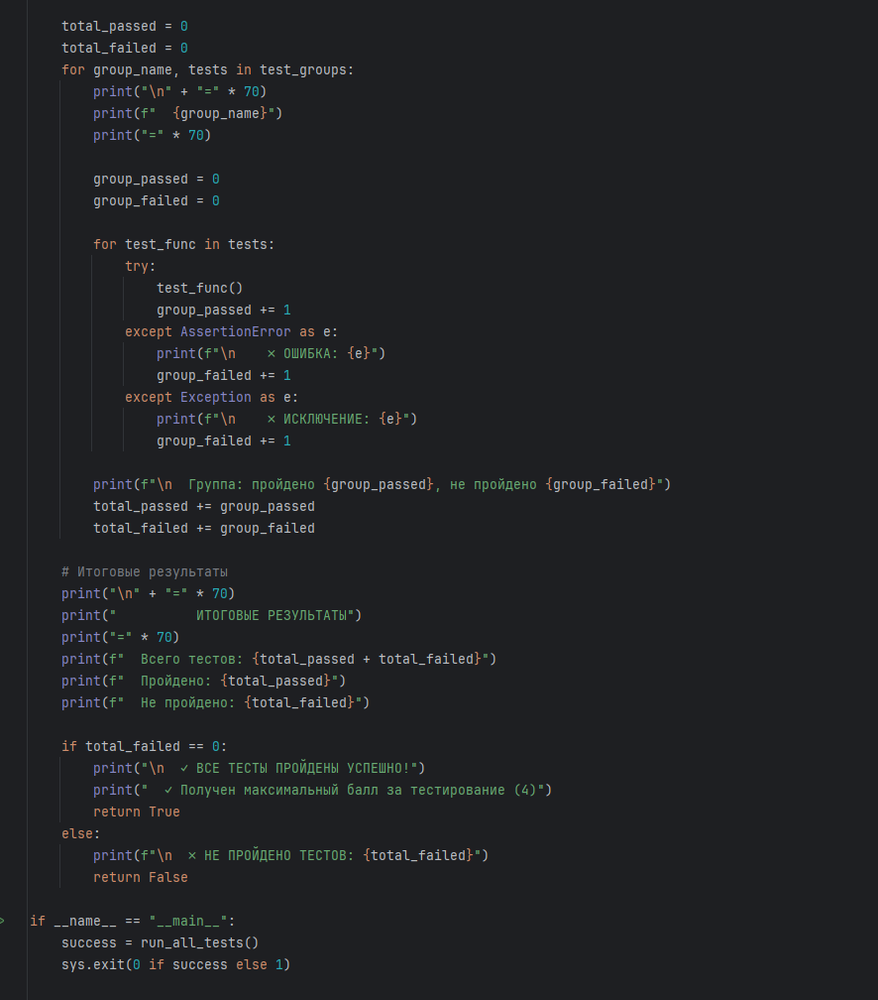 total_passed = 0
total_failed = 0
for group_name, tests in test_groups:
    print("\n" + "=" * 70)
    print(f"  {group_name}")
    print("=" * 70)

    group_passed = 0
    group_failed = 0

    for test_func in tests:
        try:
            test_func()
            group_passed += 1
        except AssertionError as e:
            print(f"\n    ✗ ОШИБКА: {e}")
            group_failed += 1
        except Exception as e:
            print(f"\n    ✗ ИСКЛЮЧЕНИЕ: {e}")
            group_failed += 1

    print(f"\n  Группа: пройдено {group_passed}, не пройдено {group_failed}")
    total_passed += group_passed
    total_failed += group_failed

# Итоговые результаты
print("\n" + "=" * 70)
print("          ИТОГОВЫЕ РЕЗУЛЬТАТЫ")
print("=" * 70)
print(f"  Всего тестов: {total_passed + total_failed}")
print(f"  Пройдено: {total_passed}")
print(f"  Не пройдено: {total_failed}")

if total_failed == 0:
    print("\n  ✓ ВСЕ ТЕСТЫ ПРОЙДЕНЫ УСПЕШНО!")
    print("  ✓ Получен максимальный балл за тестирование (4)")
    return True
else:
    print(f"\n  ✗ НЕ ПРОЙДЕНО ТЕСТОВ: {total_failed}")
    return False

if __name__ == "__main__":
    success = run_all_tests()
    sys.exit(0 if success else 1)